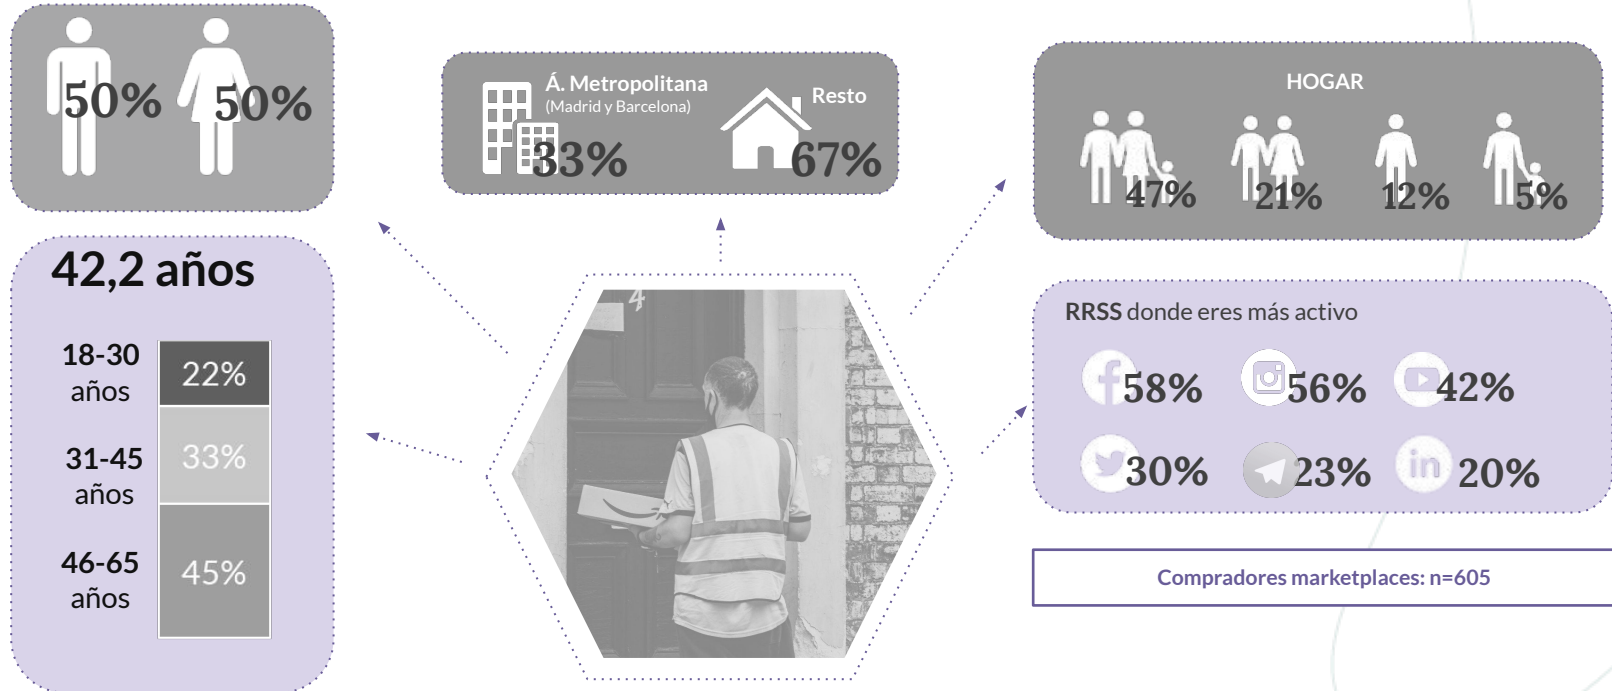 50% 50%
42,2 años
18-30
años
22%
31-45
años
33%
46-65
años
45%
Á. Metropolitana
(Madrid y Barcelona)
33%
Resto
67%
4
HOGAR
47% 21% 12% 5%
RRSS donde eres más activo
58% 56% 42%
30% 23% in 20%
Compradores marketplaces: n=605